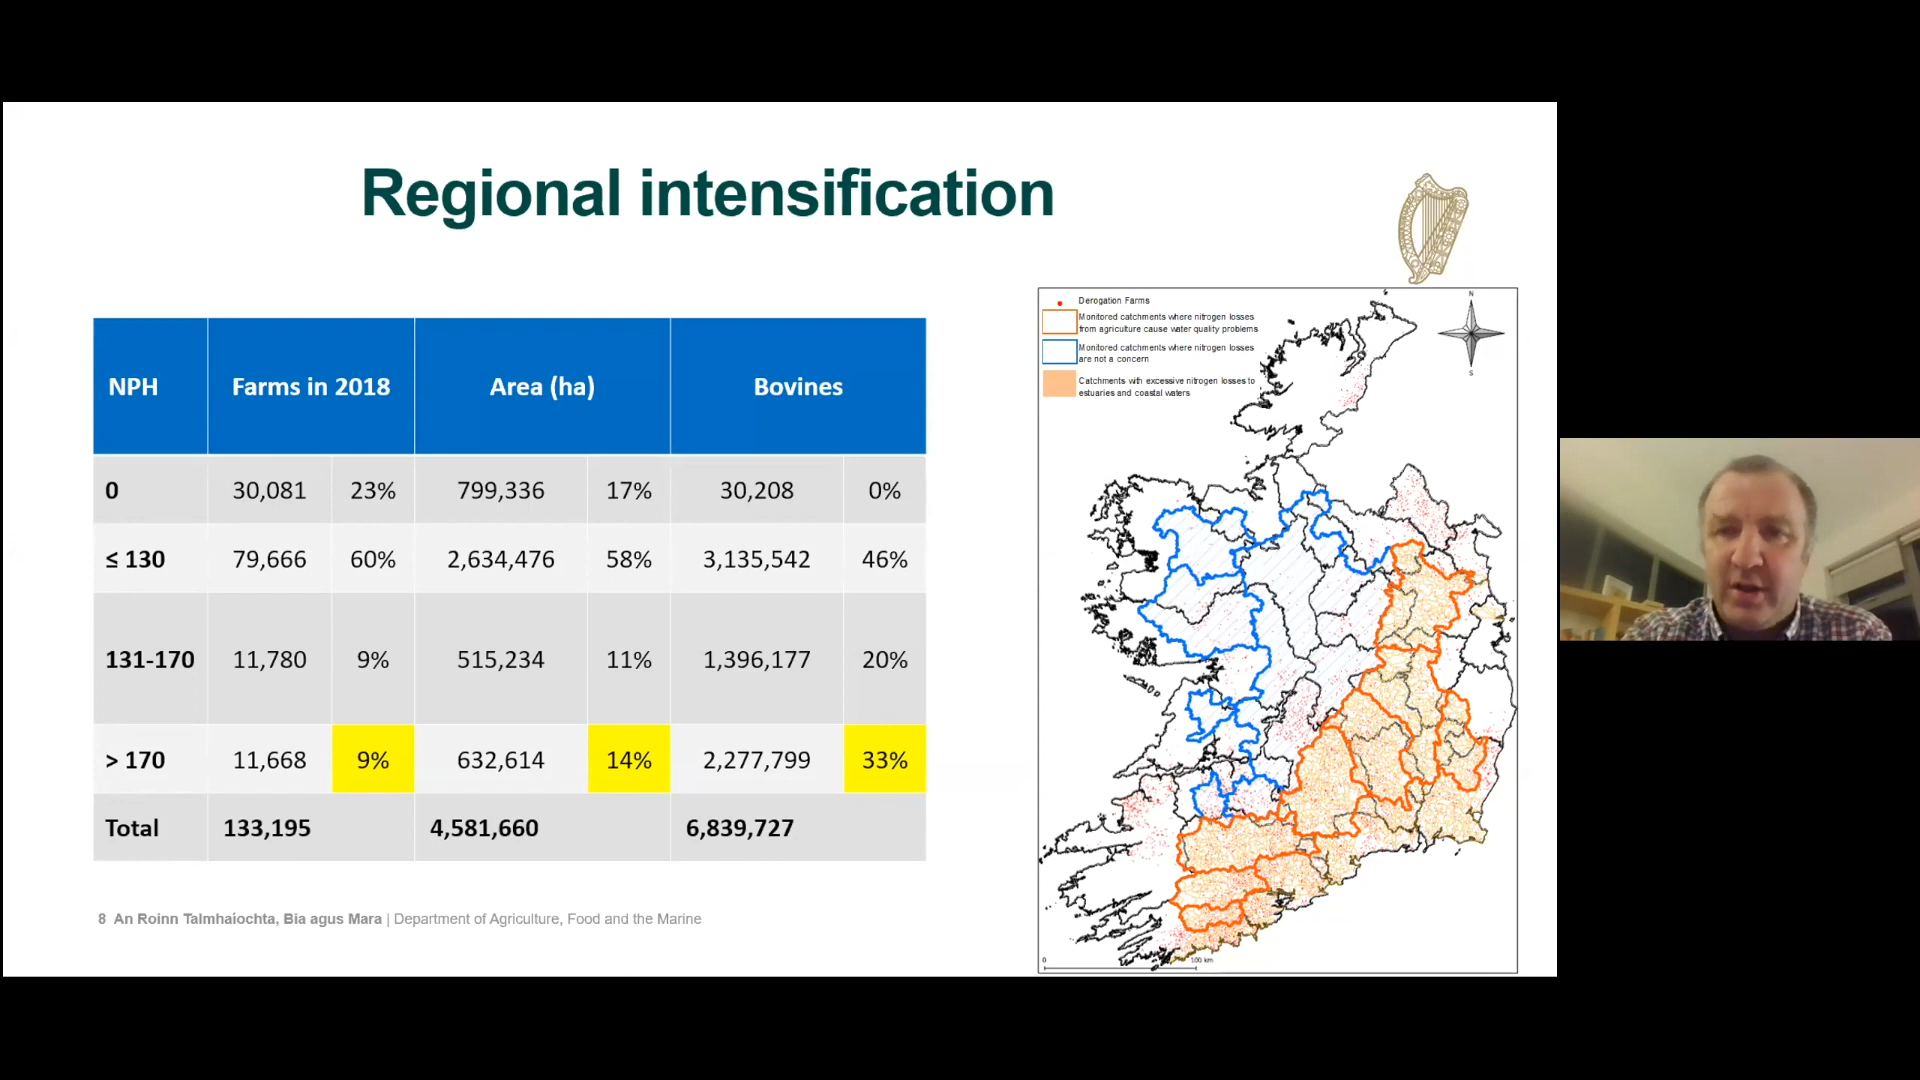 Regional intensification
NPH Farms in 2018 Area (ha) Bovines
0 30,081 23% 799,336 17% 30,208 0%
≤ 130 79,666 60% 2,634,476 58% 3,135,542 46%
131-170 11,780 9% 515,234 11% 1,396,177 20%
> 170 11,668 9% 632,614 14% 2,277,799 33%
Total 133,195 4,581,660 6,839,727
8 An Roinn Talmhaíochta, Bia agus Mara | Department of Agriculture, Food and the Marine
Derogation Farms
Monitored catchments where nitrogen losses
from agriculture cause water quality problems
Monitored catchments where nitrogen losses
are not a concern
Catchments with excessive nitrogen losses to
estuaries and coastal waters
N
S
0 100 km